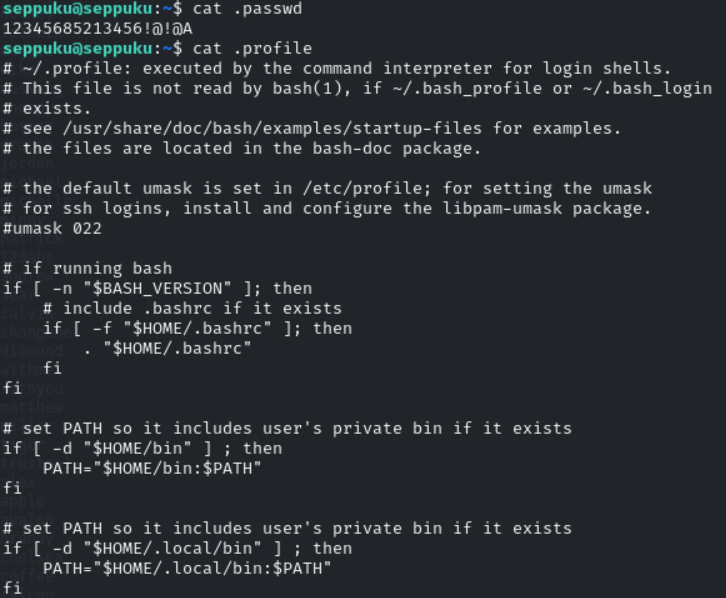 seppuku@seppuku:~$ cat .passwd
12345685213456!@!@A
seppuku@seppuku:~$ cat .profile
# ~/.profile: executed by the command interpreter for login shells.
# This file is not read by bash(1), if ~/.bash_profile or ~/.bash_login
# exists.
# see /usr/share/doc/bash/examples/startup-files for examples.
# the files are located in the bash-doc package.

# the default umask is set in /etc/profile; for setting the umask
# for ssh logins, install and configure the libpam-umask package.
#umask 022

# if running bash
if [ -n "$BASH_VERSION" ]; then
    # include .bashrc if it exists
    if [ -f "$HOME/.bashrc" ]; then
        . "$HOME/.bashrc"
    fi
fi

# set PATH so it includes user's private bin if it exists
if [ -d "$HOME/bin" ] ; then
    PATH="$HOME/bin:$PATH"
fi

# set PATH so it includes user's private bin if it exists
if [ -d "$HOME/.local/bin" ] ; then
    PATH="$HOME/.local/bin:$PATH"
fi